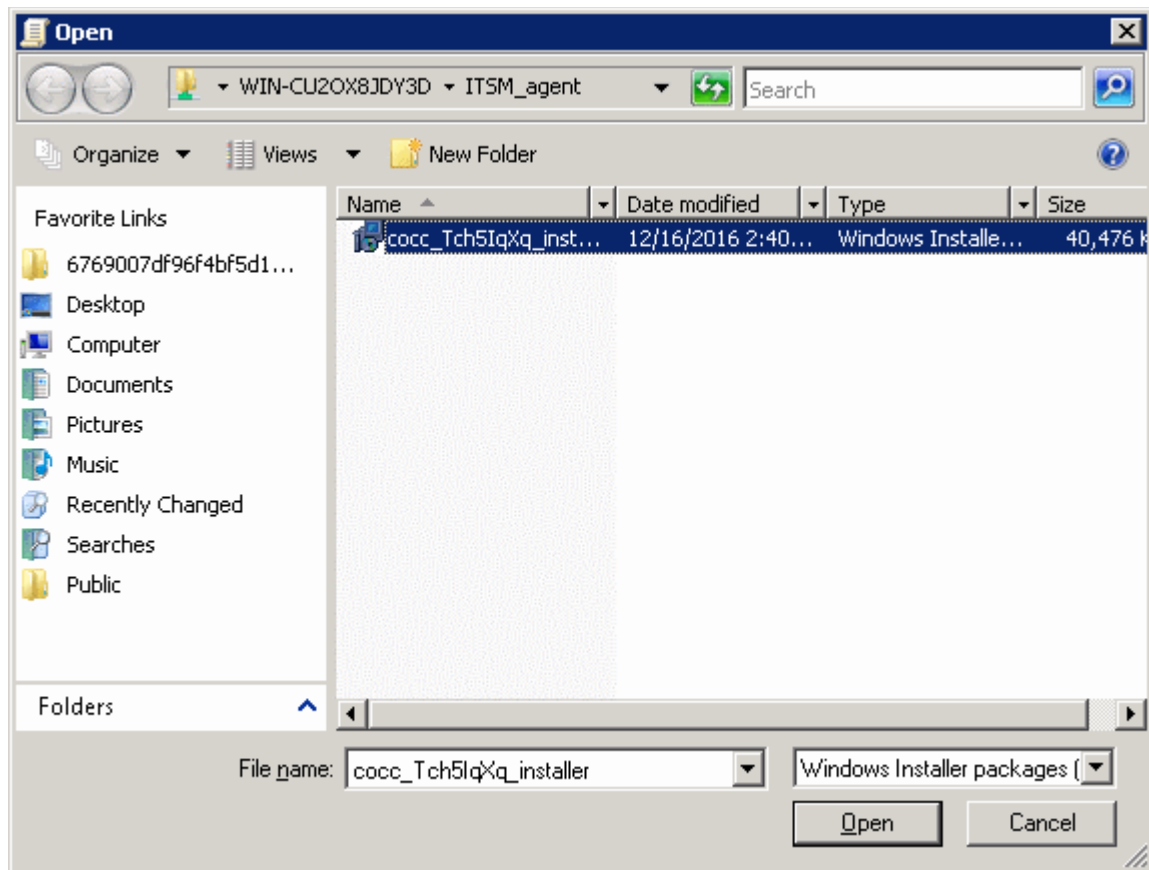 Open
WIN-CU2OX8JDY3D ITSM_agent Search
Organize Views New Folder
Favorite Links
6769007df96f4bf5d1...
Desktop
Computer
Documents
Pictures
Music
Recently Changed
Searches
Public
Folders
Name Date modified Type Size
cocc_Tch5IqXq_inst... 12/16/2016 2:40... Windows Installe... 40,476 K
File name: cocc_Tch5IqXq_installer Windows Installer packages (
Open Cancel